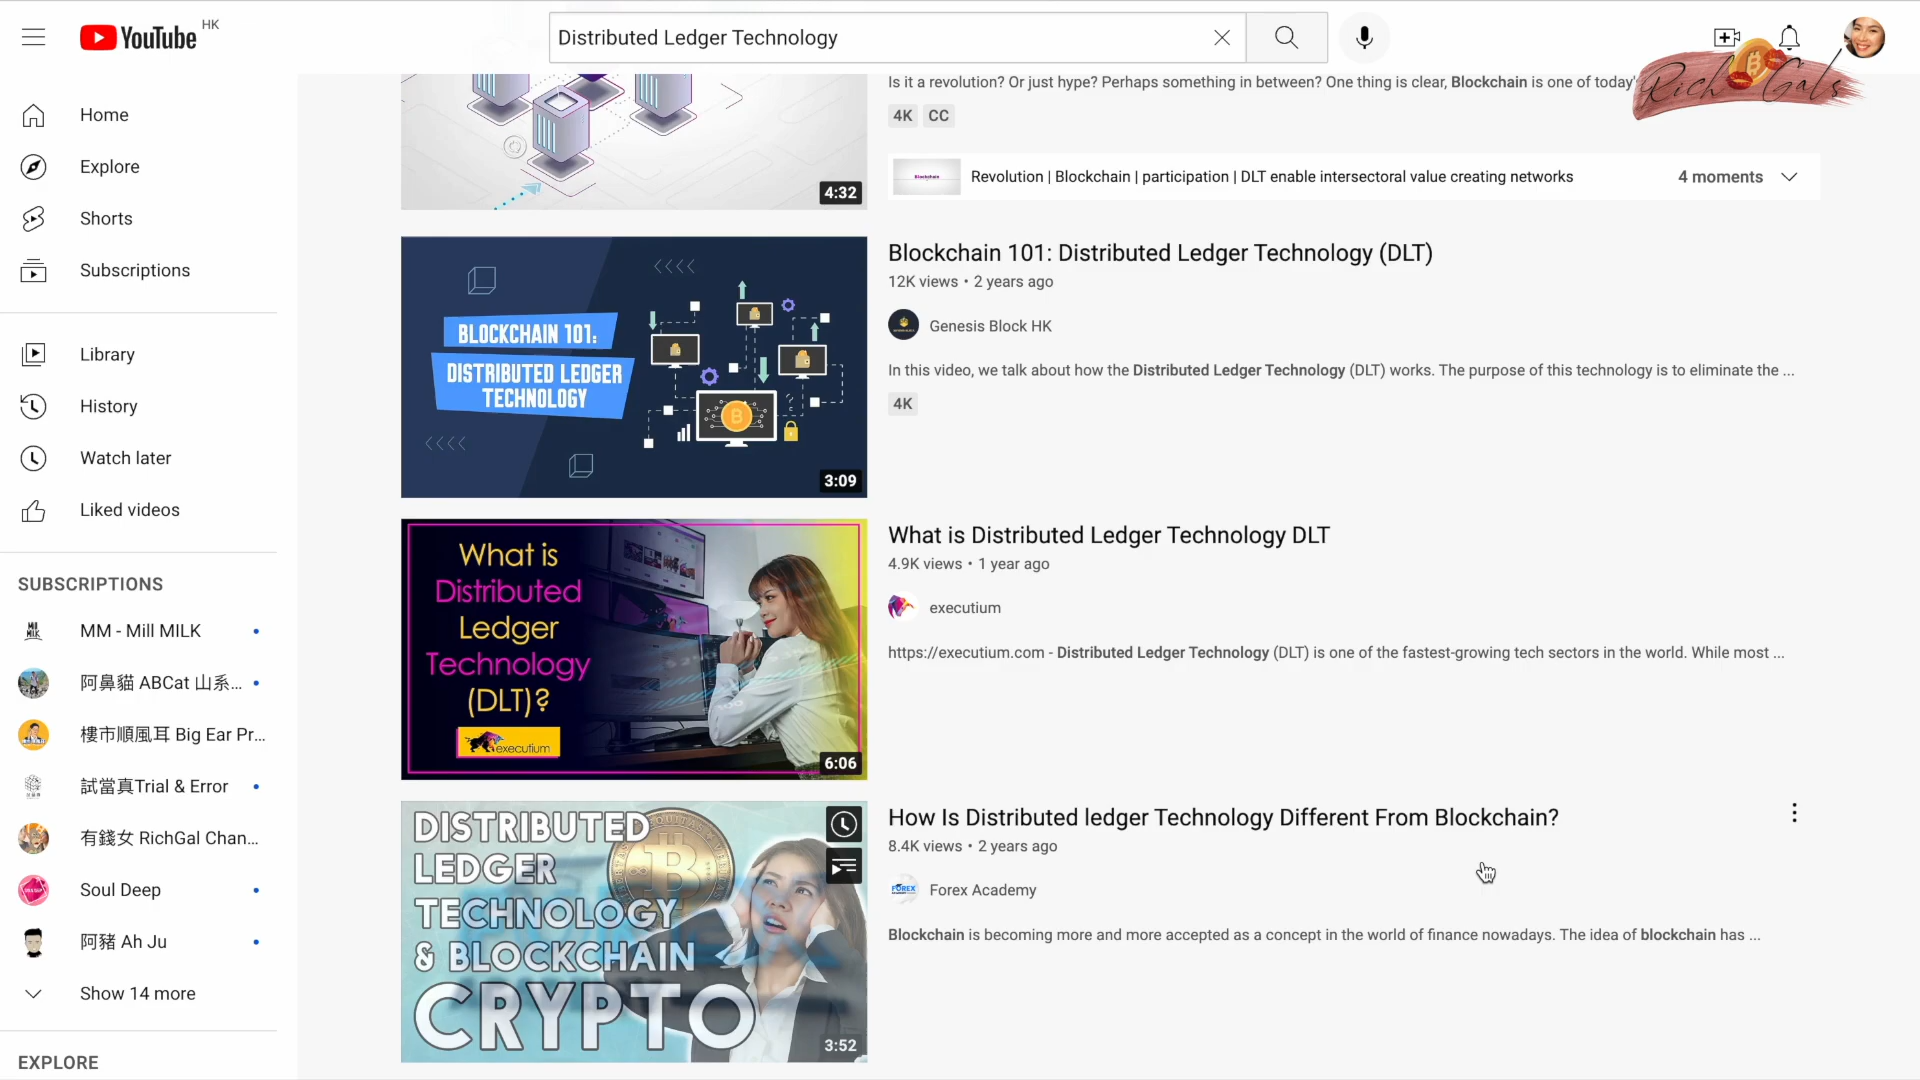 YouTube HK
Distributed Ledger Technology
Rich Gals
Home
Explore
Shorts
Subscriptions
Library
History
Watch later
Liked videos
SUBSCRIPTIONS
MM - Mill MILK
阿鼻貓 ABCat 山系...
樓市順風耳 Big Ear Pr...
試當真Trial & Error
有錢女 RichGal Chan...
Soul Deep
阿豬 Ah Ju
Show 14 more
EXPLORE
4:32
Is it a revolution? Or just hype? Perhaps something in between? One thing is clear, Blockchain is one of today'
4K CC
Blockchain
Revolution | Blockchain | participation | DLT enable intersectoral value creating networks
4 moments
BLOCKCHAIN 101:
DISTRIBUTED LEDGER
TECHNOLOGY
3:09
Blockchain 101: Distributed Ledger Technology (DLT)
12K views • 2 years ago
Genesis Block HK
In this video, we talk about how the Distributed Ledger Technology (DLT) works. The purpose of this technology is to eliminate the ...
4K
What is
Distributed
Ledger
Technology
(DLT)?
executium
6:06
What is Distributed Ledger Technology DLT
4.9K views • 1 year ago
executium
https://executium.com - Distributed Ledger Technology (DLT) is one of the fastest-growing tech sectors in the world. While most ...
DISTRIBUTED
LEDGER
TECHNOLOGY
& BLOCKCHAIN
CRYPTO
3:52
How Is Distributed ledger Technology Different From Blockchain?
8.4K views • 2 years ago
FOREX
Forex Academy
Blockchain is becoming more and more accepted as a concept in the world of finance nowadays. The idea of blockchain has ...